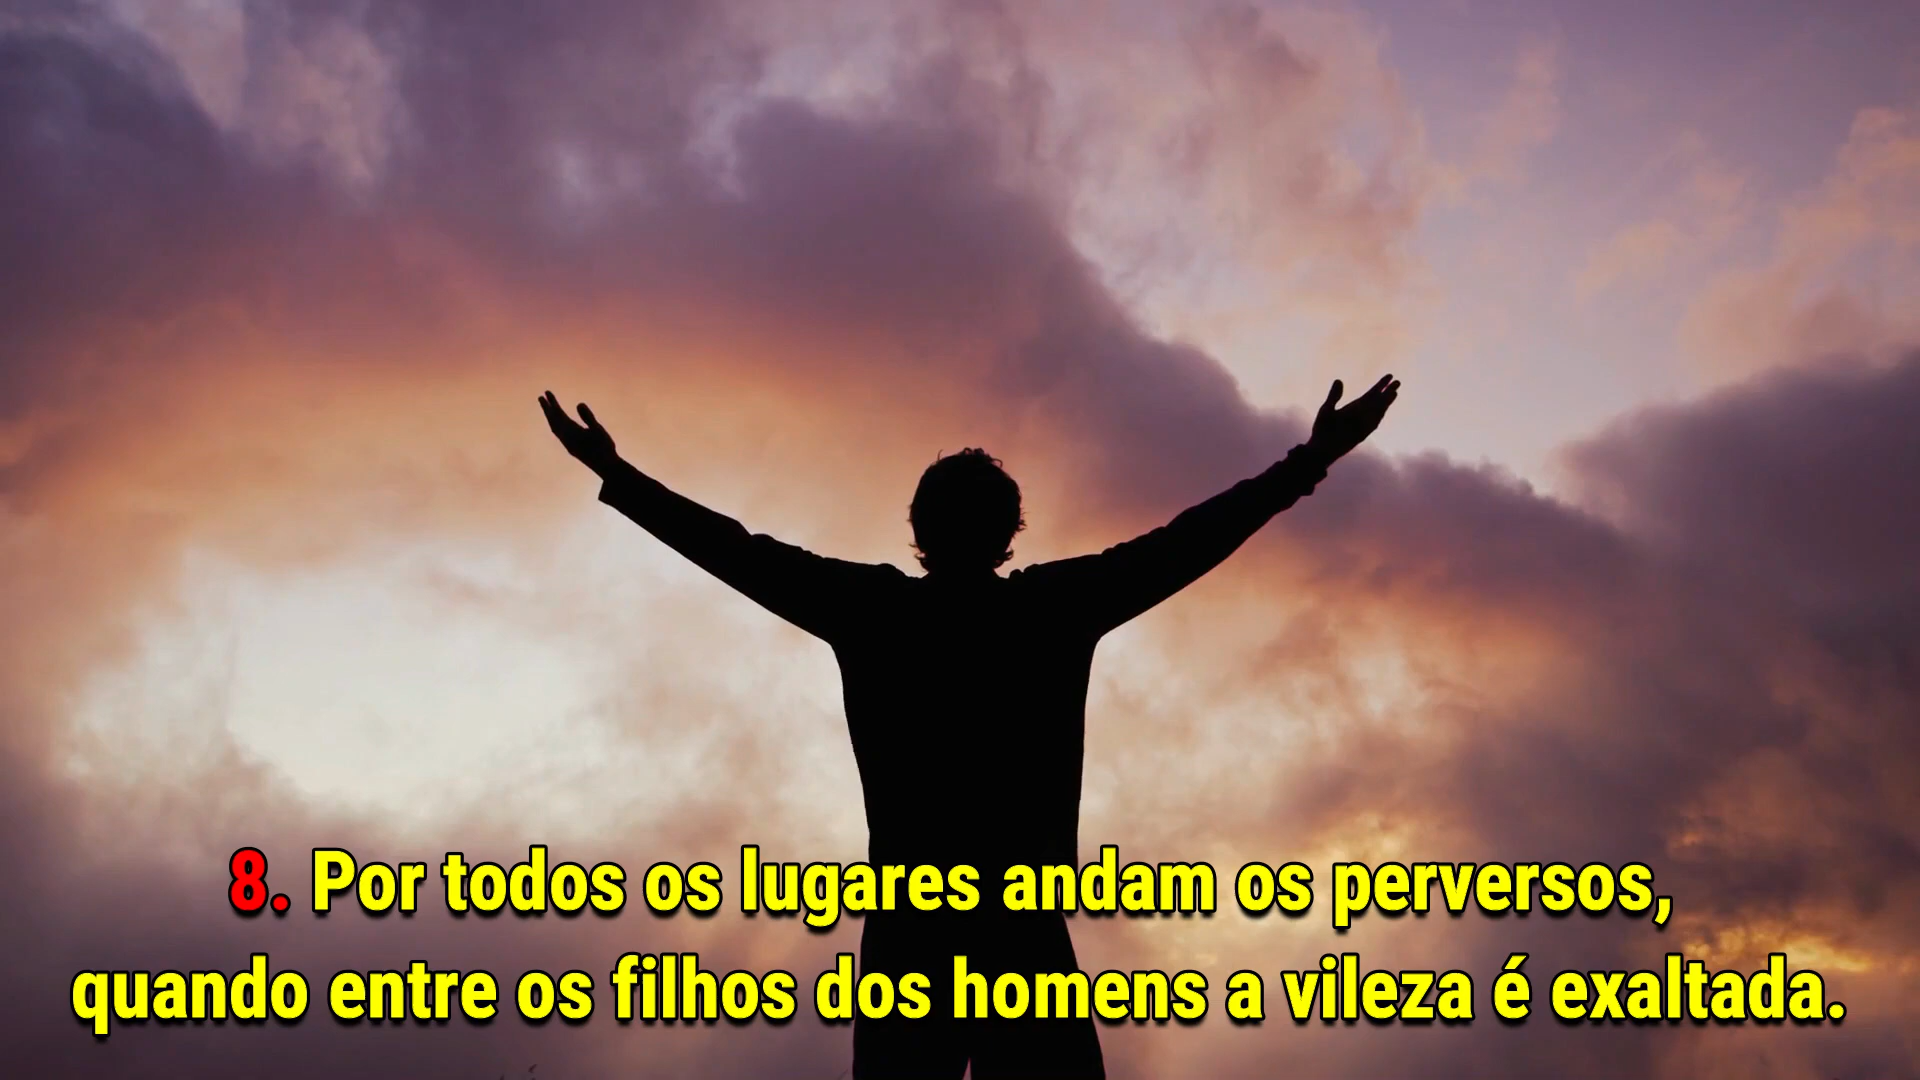 8. Por todos os lugares andam os perversos,
quando entre os filhos dos homens a vileza é exaltada.